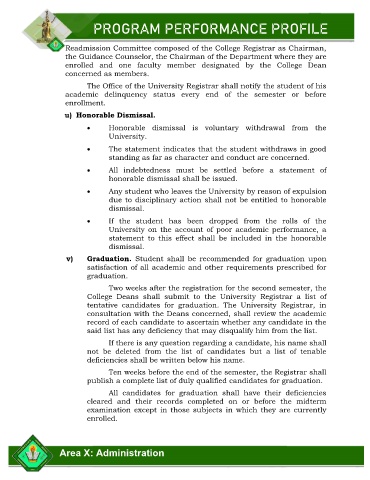 PROGRAM PERFORMANCE PROFILE
Readmission Committee composed of the College Registrar as Chairman,
the Guidance Counselor, the Chairman of the Department where they are
enrolled and one faculty member designated by the College Dean
concerned as members.
The Office of the University Registrar shall notify the student of his
academic delinquency status every end of the semester or before
enrollment.
u) Honorable Dismissal.
• Honorable dismissal is voluntary withdrawal from the
University.
• The statement indicates that the student withdraws in good
standing as far as character and conduct are concerned.
• All indebtedness must be settled before a statement of
honorable dismissal shall be issued.
• Any student who leaves the University by reason of expulsion
due to disciplinary action shall not be entitled to honorable
dismissal.
• If the student has been dropped from the rolls of the
University on the account of poor academic performance, a
statement to this effect shall be included in the honorable
dismissal.
v) Graduation. Student shall be recommended for graduation upon
satisfaction of all academic and other requirements prescribed for
graduation.
Two weeks after the registration for the second semester, the
College Deans shall submit to the University Registrar a list of
tentative candidates for graduation. The University Registrar, in
consultation with the Deans concerned, shall review the academic
record of each candidate to ascertain whether any candidate in the
said list has any deficiency that may disqualify him from the list.
If there is any question regarding a candidate, his name shall
not be deleted from the list of candidates but a list of tenable
deficiencies shall be written below his name.
Ten weeks before the end of the semester, the Registrar shall
publish a complete list of duly qualified candidates for graduation.
All candidates for graduation shall have their deficiencies
cleared and their records completed on or before the midterm
examination except in those subjects in which they are currently
enrolled.
Area X: Administration